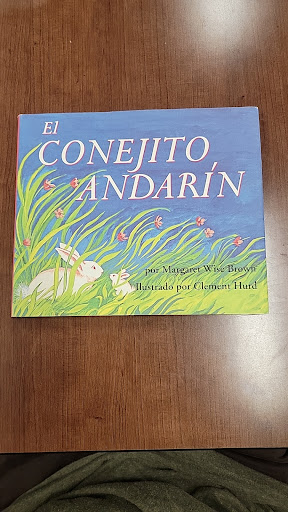 El
CONEJITO
ANDARÍN
por Margaret Wise Brown
Ilustrado por Clement Hurd